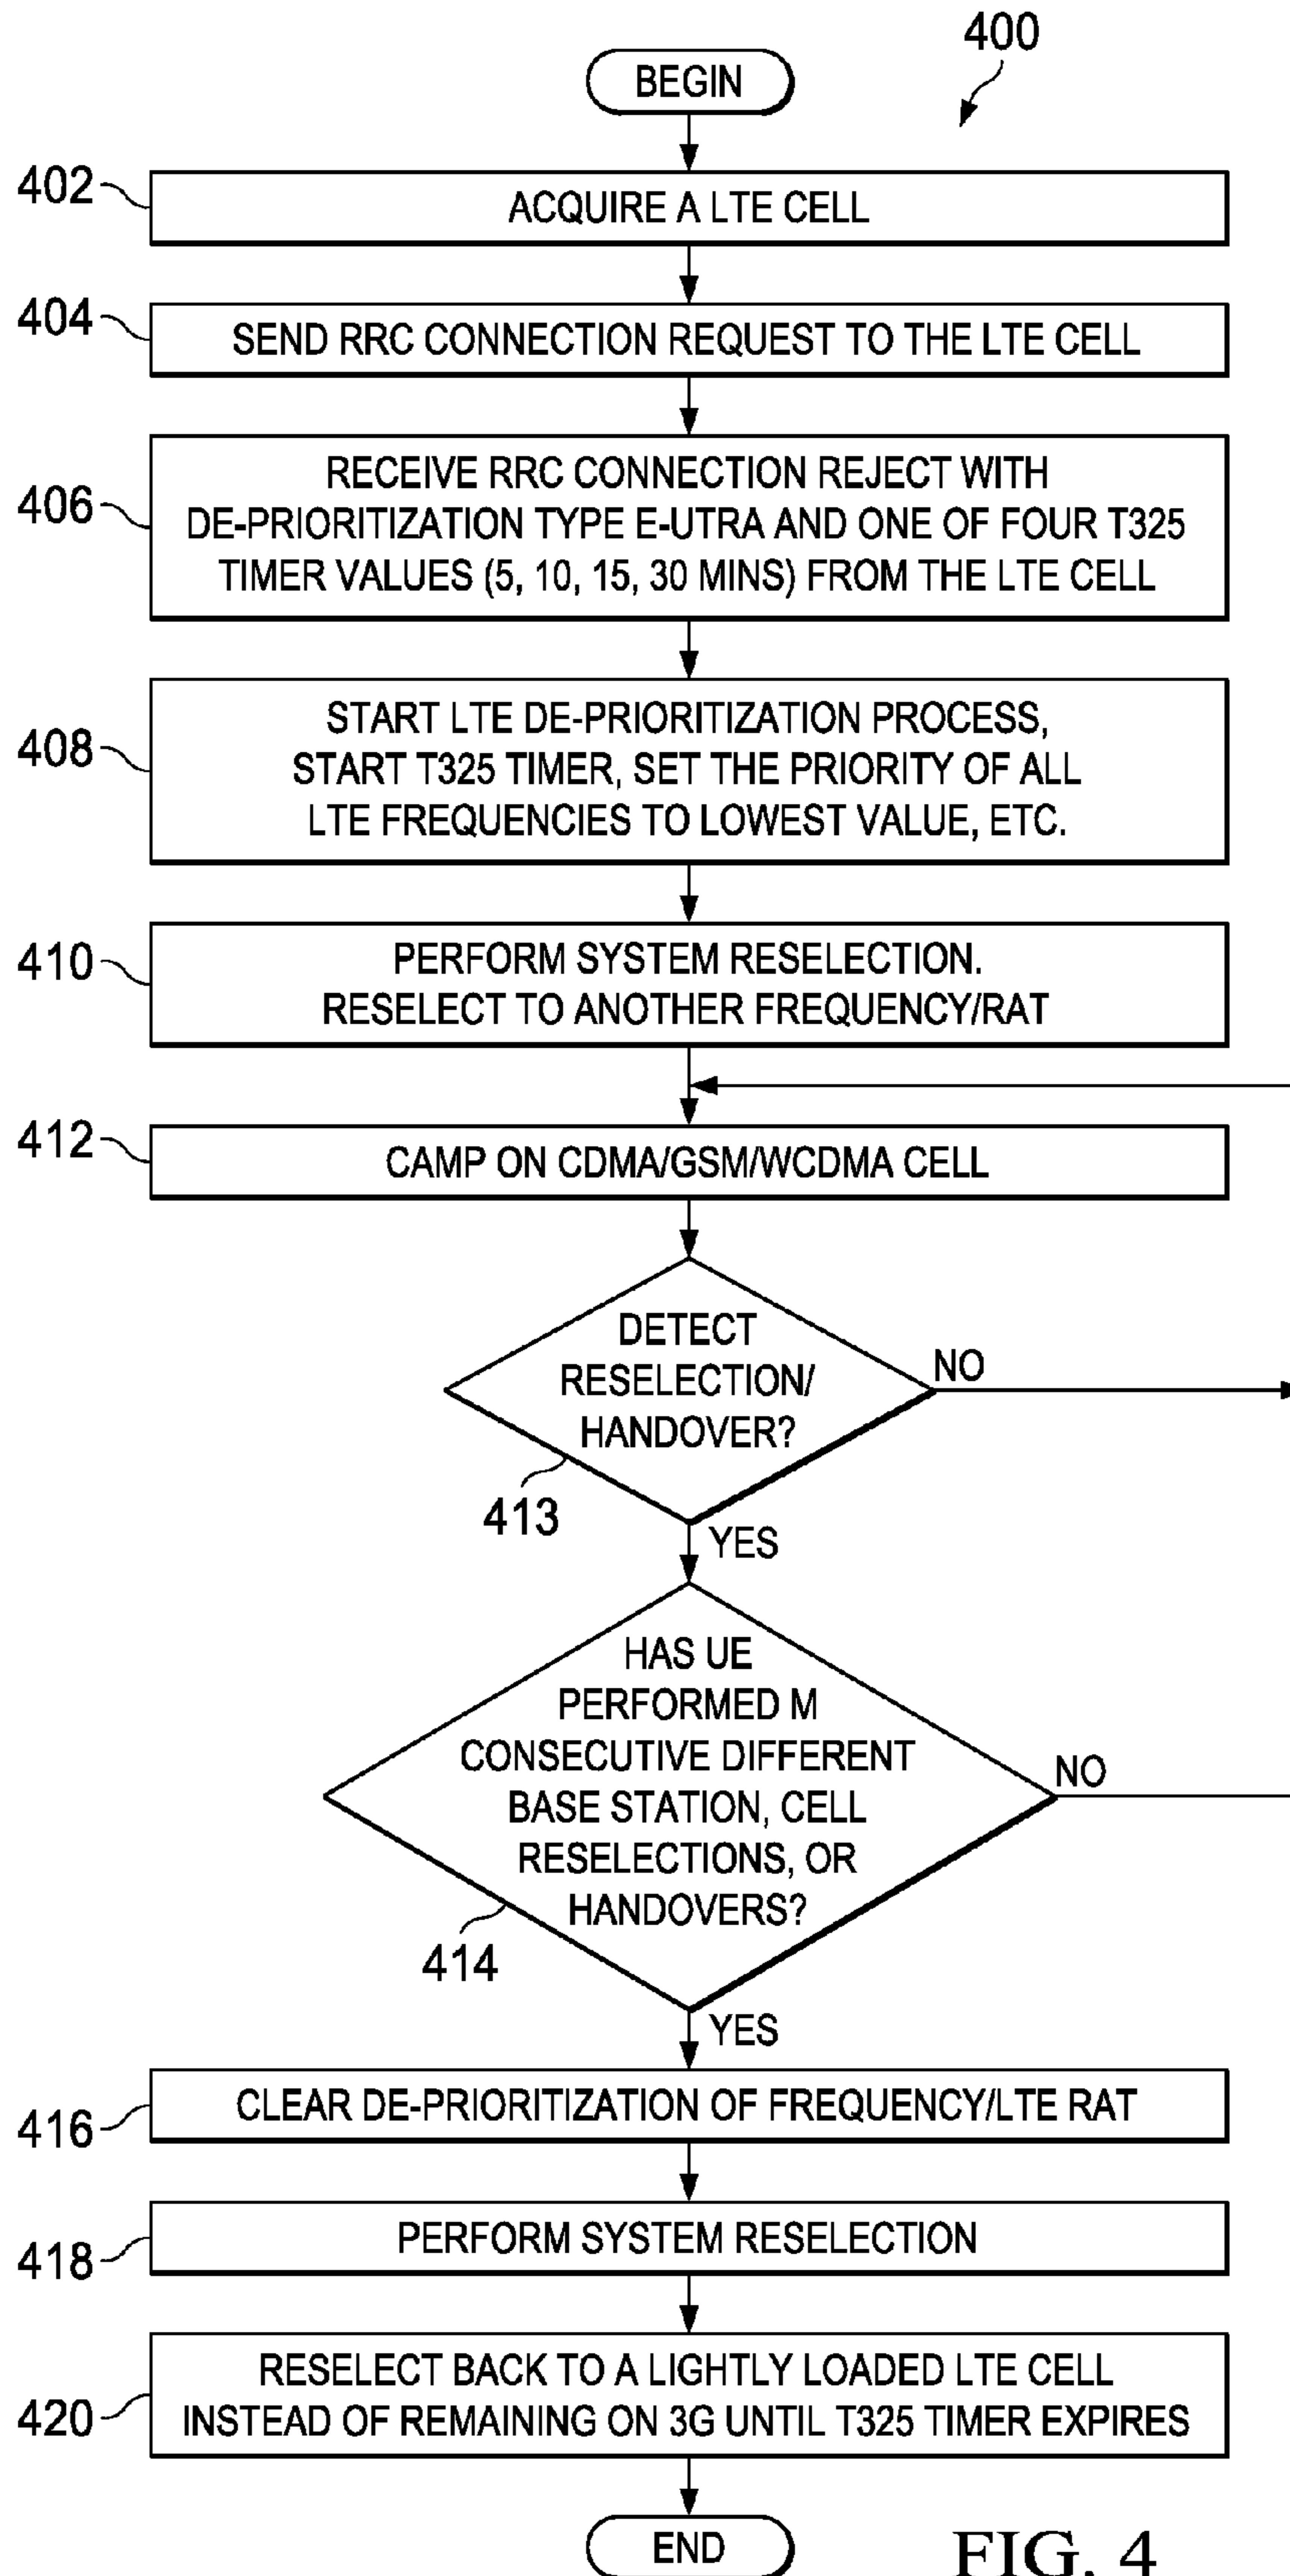 400
BEGIN
402
ACQUIRE A LTE CELL
404
SEND RRC CONNECTION REQUEST TO THE LTE CELL
406
RECEIVE RRC CONNECTION REJECT WITH
DE-PRIORITIZATION TYPE E-UTRA AND ONE OF FOUR T325
TIMER VALUES (5, 10, 15, 30 MINS) FROM THE LTE CELL
408
START LTE DE-PRIORITIZATION PROCESS,
START T325 TIMER, SET THE PRIORITY OF ALL
LTE FREQUENCIES TO LOWEST VALUE, ETC.
410
PERFORM SYSTEM RESELECTION.
RESELECT TO ANOTHER FREQUENCY/RAT
412
CAMP ON CDMA/GSM/WCDMA CELL
DETECT
RESELECTION/
HANDOVER?
NO
413
YES
HAS UE
PERFORMED M
CONSECUTIVE DIFFERENT
BASE STATION, CELL
RESELECTIONS, OR
HANDOVERS?
NO
414
YES
416
CLEAR DE-PRIORITIZATION OF FREQUENCY/LTE RAT
418
PERFORM SYSTEM RESELECTION
420
RESELECT BACK TO A LIGHTLY LOADED LTE CELL
INSTEAD OF REMAINING ON 3G UNTIL T325 TIMER EXPIRES
END
FIG. 4